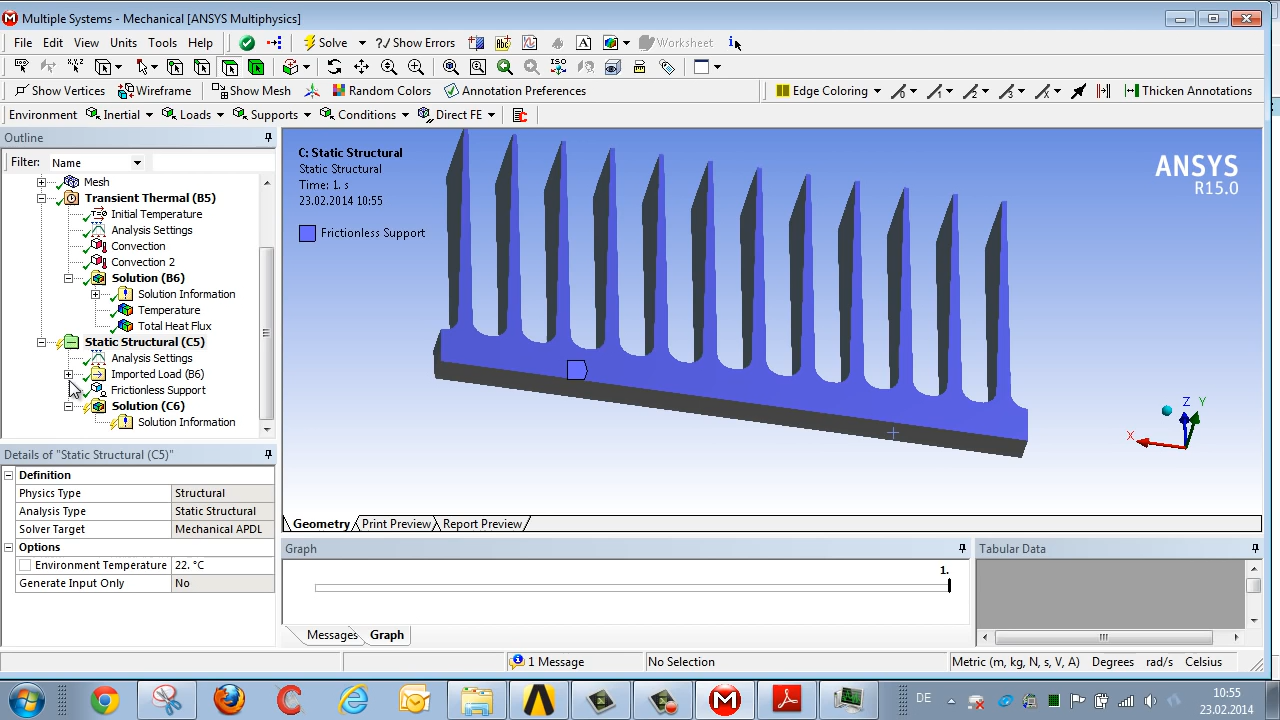 Multiple Systems - Mechanical [ANSYS Multiphysics]
File Edit View Units Tools Help Solve Show Errors Worksheet
Show Vertices Wireframe Show Mesh Random Colors Annotation Preferences Edge Coloring Thicken Annotations
Environment Inertial Loads Supports Conditions Direct FE
Outline
Filter: Name
Mesh
Transient Thermal (B5)
Initial Temperature
Analysis Settings
Convection
Convection 2
Solution (B6)
Solution Information
Temperature
Total Heat Flux
Static Structural (C5)
Analysis Settings
Imported Load (B6)
Frictionless Support
Solution (C6)
Solution Information
Details of "Static Structural (C5)"
Definition
Physics Type Structural
Analysis Type Static Structural
Solver Target Mechanical APDL
Options
Environment Temperature 22. °C
Generate Input Only No
C: Static Structural
Static Structural
Time: 1. s
23.02.2014 10:55
Frictionless Support
ANSYS
R15.0
Z
Y
X
Geometry Print Preview Report Preview
Graph
1.
Messages Graph
Tabular Data
1 Message No Selection Metric (m, kg, N, s, V, A) Degrees rad/s Celsius
DE
10:55
23.02.2014